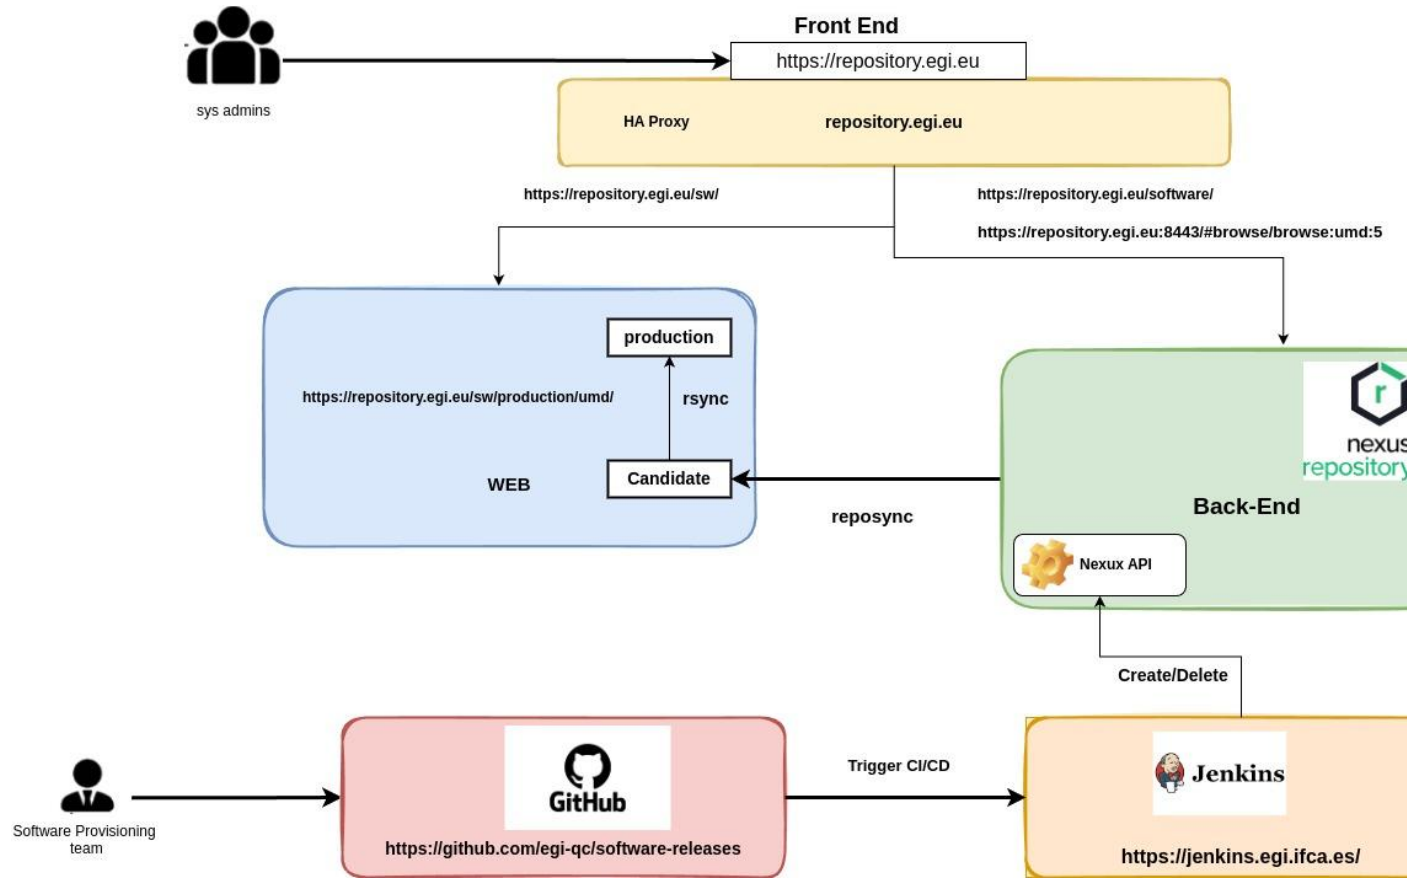 Front End
https://repository.egi.eu
sys admins
HA Proxy
repository.egi.eu
https://repository.egi.eu/sw/
https://repository.egi.eu/software/
https://repository.egi.eu:8443/#browse/browse:umd:5
production
https://repository.egi.eu/sw/production/umd/
rsync
r
nexus
repository
Candidate
WEB
reposync
Back-End
Nexux API
Create/Delete
GitHub
Trigger CI/CD
Jenkins
Software Provisioning
team
https://github.com/egi-qc/software-releases
https://jenkins.egi.ifca.es/